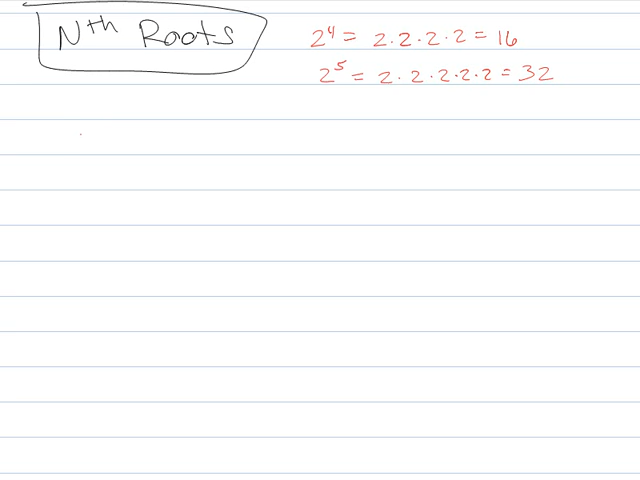 Nᵗʰ Roots
2⁴ = 2·2·2·2 = 16
2⁵ = 2·2·2·2·2 = 32